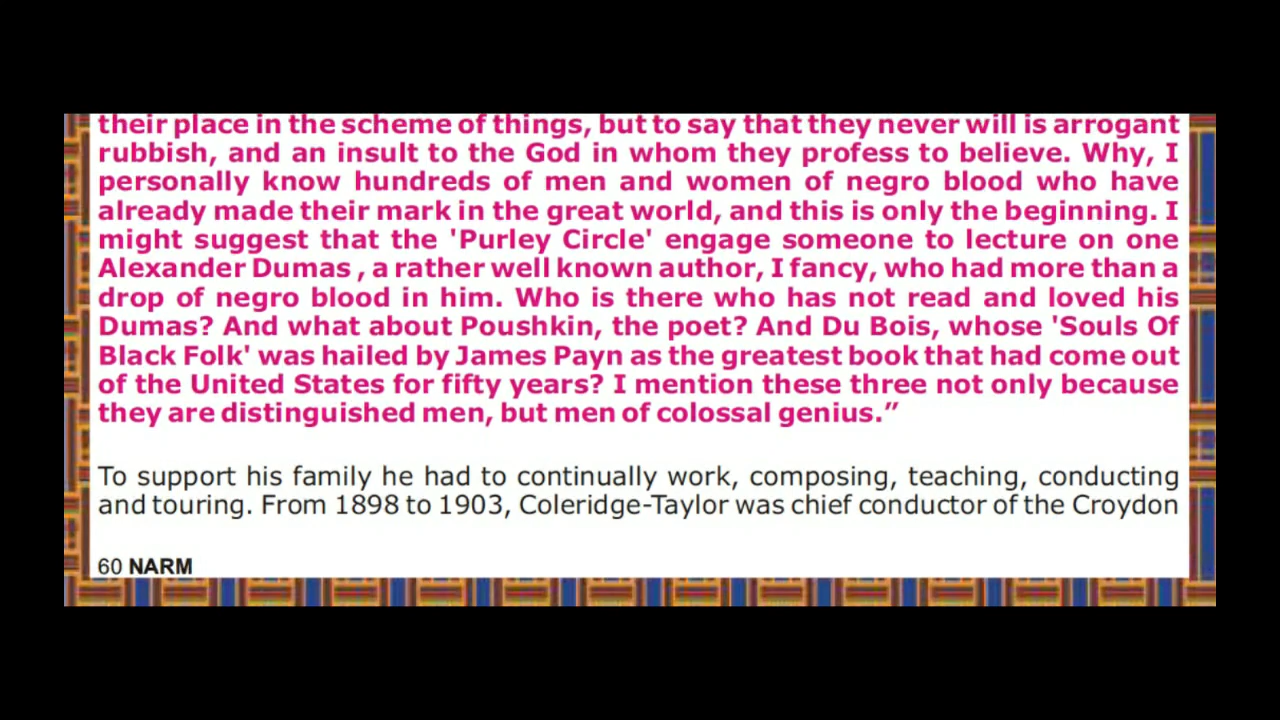 their place in the scheme of things, but to say that they never will is arrogant
rubbish, and an insult to the God in whom they profess to believe. Why, I
personally know hundreds of men and women of negro blood who have
already made their mark in the great world, and this is only the beginning. I
might suggest that the 'Purley Circle' engage someone to lecture on one
Alexander Dumas , a rather well known author, I fancy, who had more than a
drop of negro blood in him. Who is there who has not read and loved his
Dumas? And what about Poushkin, the poet? And Du Bois, whose 'Souls Of
Black Folk' was hailed by James Payn as the greatest book that had come out
of the United States for fifty years? I mention these three not only because
they are distinguished men, but men of colossal genius.”
To support his family he had to continually work, composing, teaching, conducting
and touring. From 1898 to 1903, Coleridge-Taylor was chief conductor of the Croydon
60 NARM